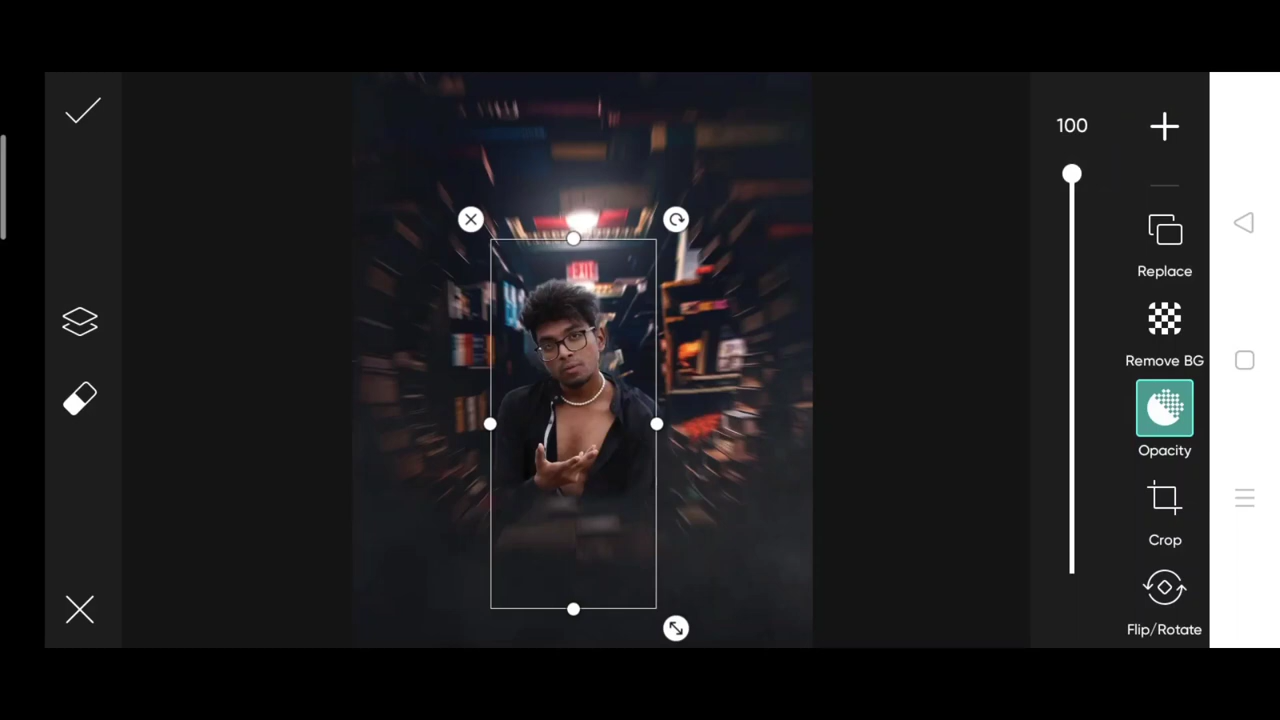 100
EXIT
Replace
Remove BG
Opacity
Crop
Flip/Rotate